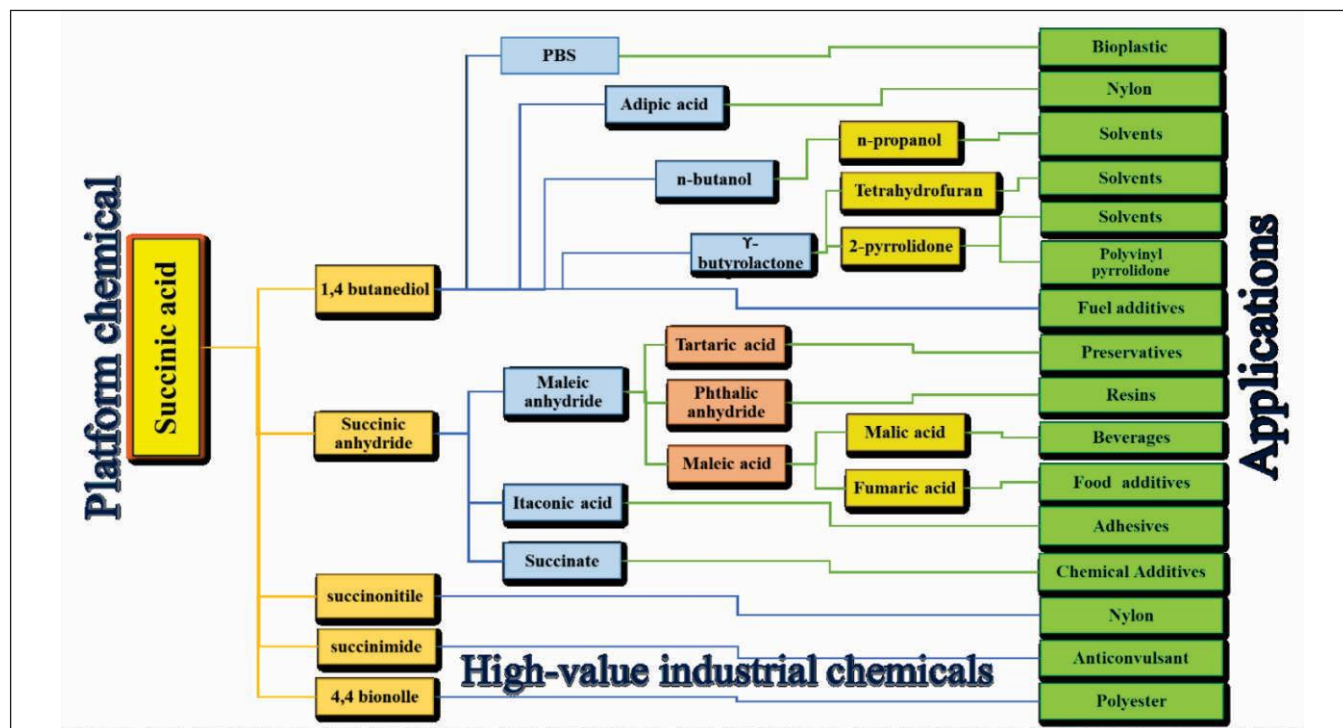 Platform chemical
Succinic acid
1,4 butanediol
Succinic
anhydride
succinonitile
succinimide
4,4 bionolle
PBS
Adipic acid
n-butanol
ϒ-
butyrolactone
Maleic
anhydride
Itaconic acid
Succinate
Tartaric acid
Phthalic
anhydride
Maleic acid
n-propanol
Tetrahydrofuran
2-pyrrolidone
Malic acid
Fumaric acid
Bioplastic
Nylon
Solvents
Solvents
Solvents
Polyvinyl
pyrrolidone
Fuel additives
Preservatives
Resins
Beverages
Food additives
Adhesives
Chemical Additives
Nylon
Anticonvulsant
Polyester
High-value industrial chemicals
Applications